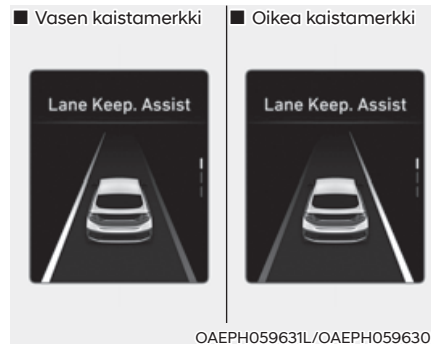 ■ Vasen kaistamerkki
■ Oikea kaistamerkki
Lane Keep. Assist
Lane Keep. Assist
OAEPH059631L/OAEPH059630